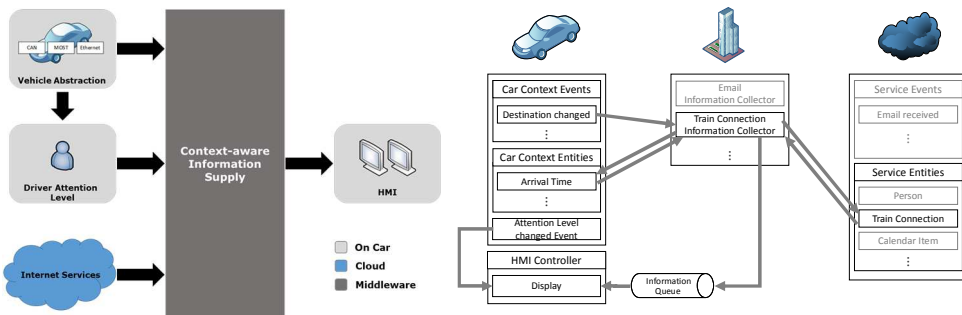 CAN MOST Ethernet
Vehicle Abstraction
Driver Attention
Level
Internet Services
Context-aware
Information
Supply
HMI
On Car
Cloud
Middleware
Car Context Events
Destination changed
⋮
Car Context Entities
Arrival Time
⋮
Attention Level
changed Event
HMI Controller
Display
Email
Information Collector
Train Connection
Information Collector
⋮
Information
Queue
Service Events
Email received
⋮
Service Entities
Person
Train Connection
Calendar Item
⋮